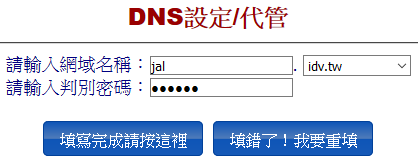 DNS設定/代管
請輸入網域名稱：jal . idv.tw
請輸入判別密碼：●●●●●●
填寫完成請按這裡 填錯了！我要重填